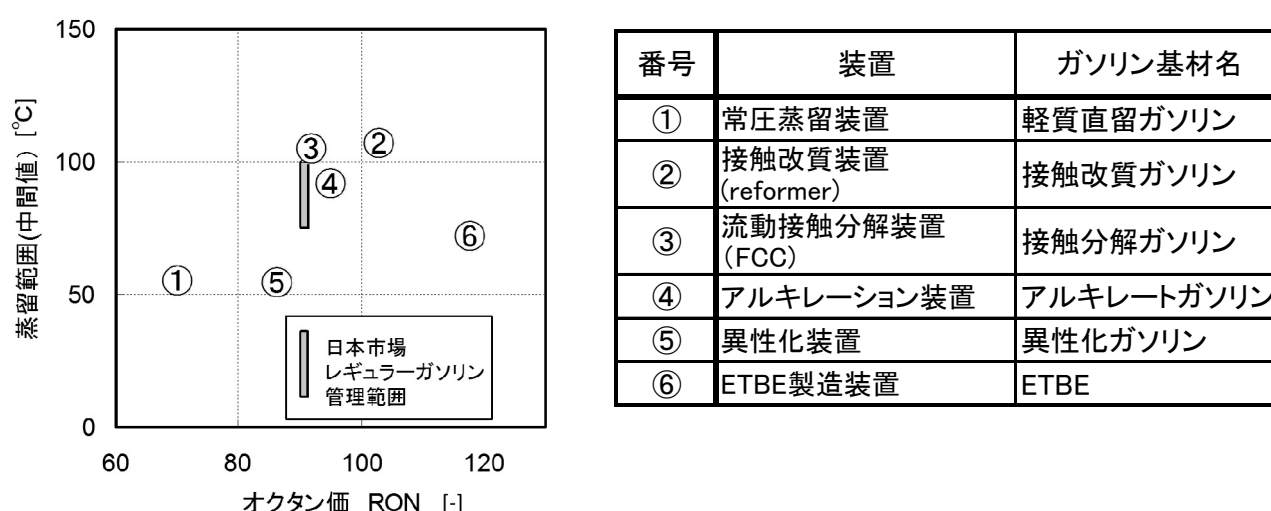 150
100
50
0
60
80
100
120
蒸留範囲(中間値) [°C]
オクタン価 RON [-]
①
②
③
④
⑤
⑥
日本市場
レギュラーガソリン
管理範囲
番号 装置 ガソリン基材名
① 常圧蒸留装置 軽質直留ガソリン
② 接触改質装置
(reformer) 接触改質ガソリン
③ 流動接触分解装置
(FCC) 接触分解ガソリン
④ アルキレーション装置 アルキレートガソリン
⑤ 異性化装置 異性化ガソリン
⑥ ETBE製造装置 ETBE